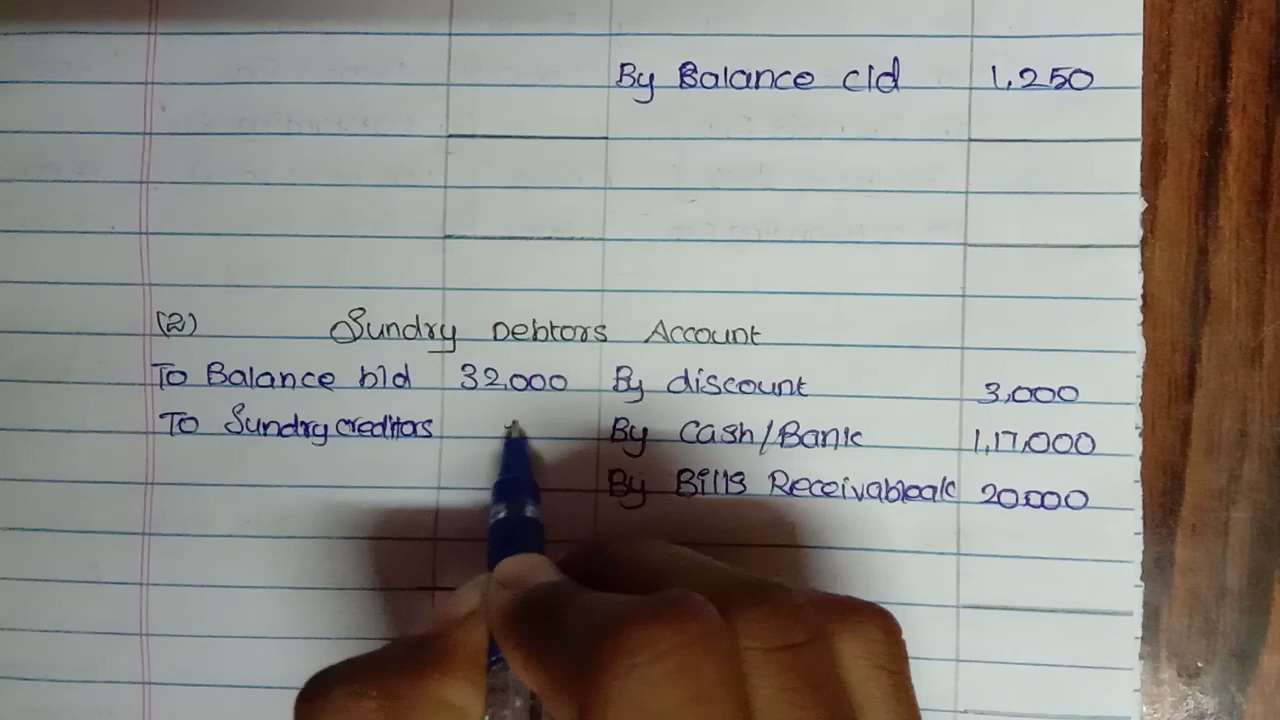 By Balance c/d 1,250
(2) Sundry Debtors Account
To Balance b/d 32,000 By discount 3,000
To Sundry creditors By Cash/Bank 1,17,000
By Bills Receivable a/c 20000